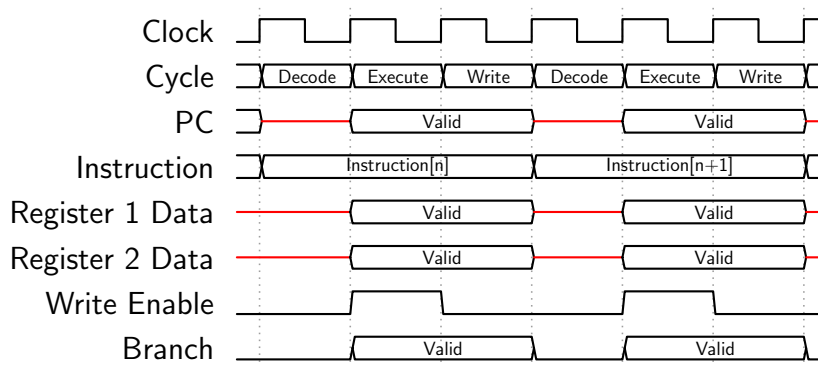 Clock
Cycle Decode Execute Write Decode Execute Write
PC Valid Valid
Instruction Instruction[n] Instruction[n+1]
Register 1 Data Valid Valid
Register 2 Data Valid Valid
Write Enable
Branch Valid Valid